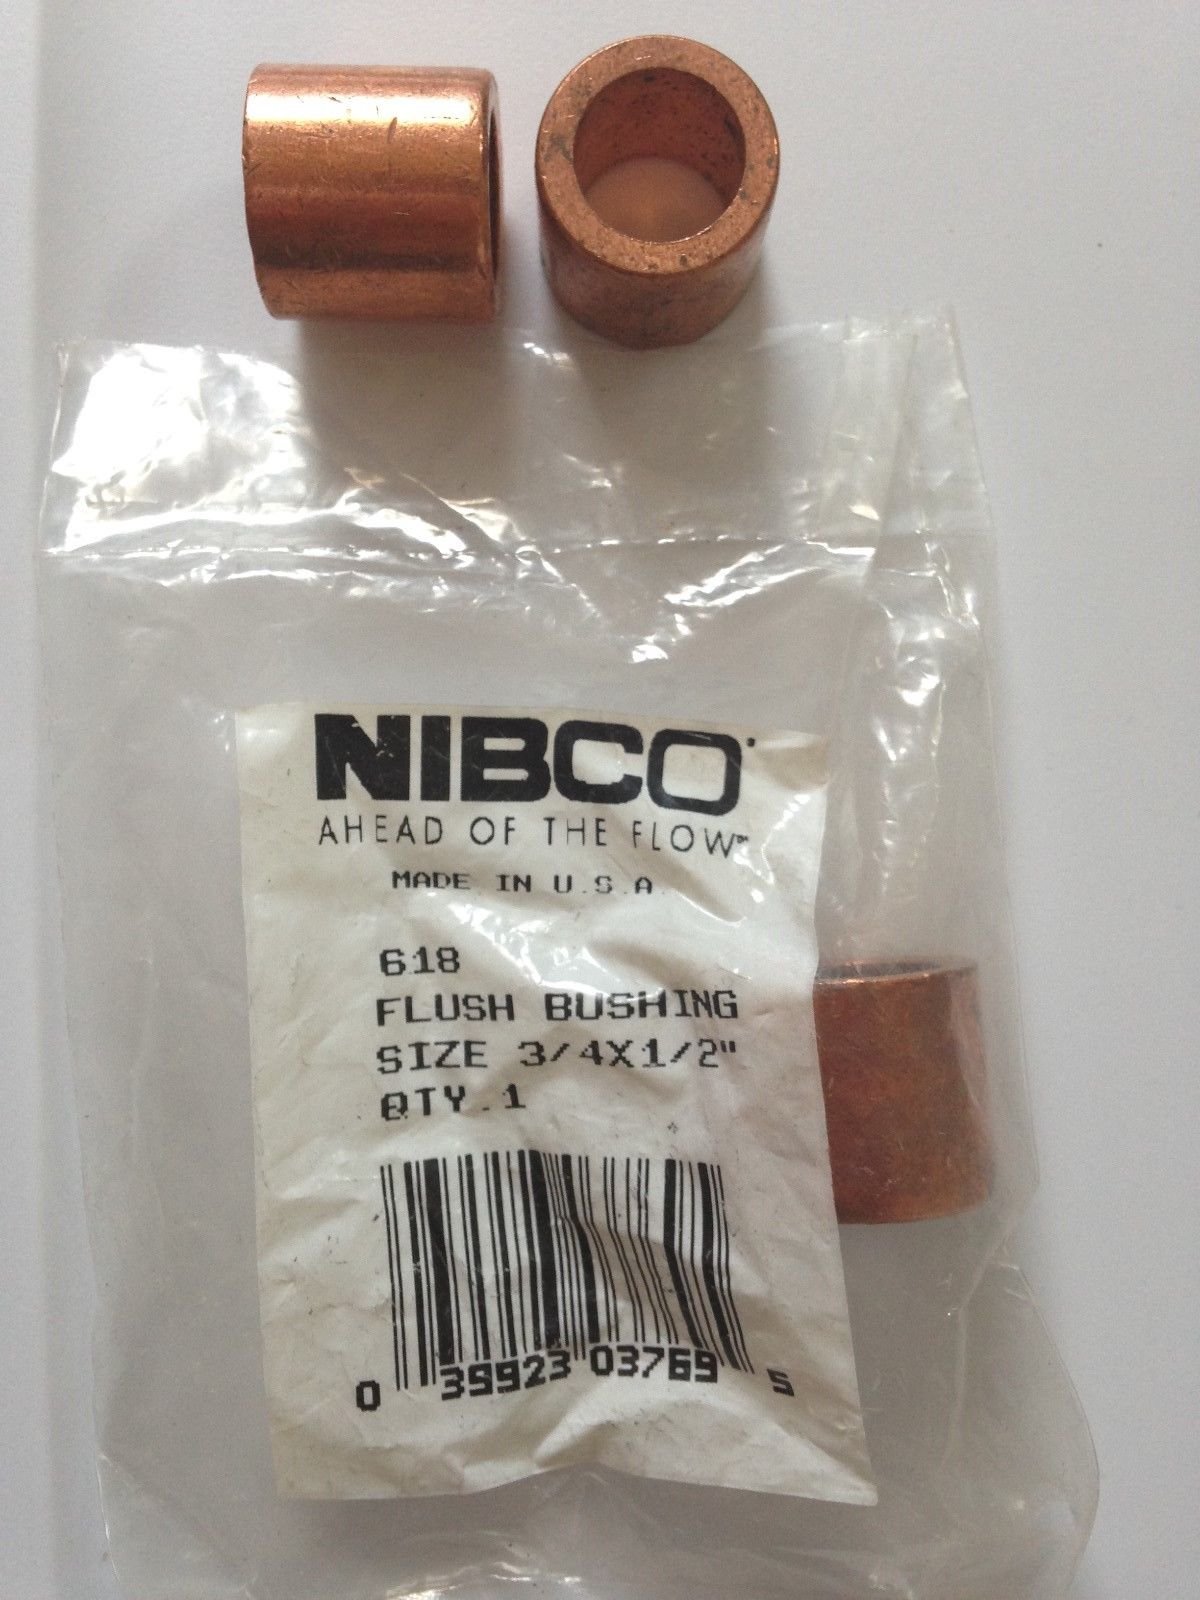 NIBCO
AHEAD OF THE FLOW™
MADE IN U.S.A.
618
FLUSH BUSHING
SIZE 3/4X1/2"
QTY.1
0 39923 03769 5